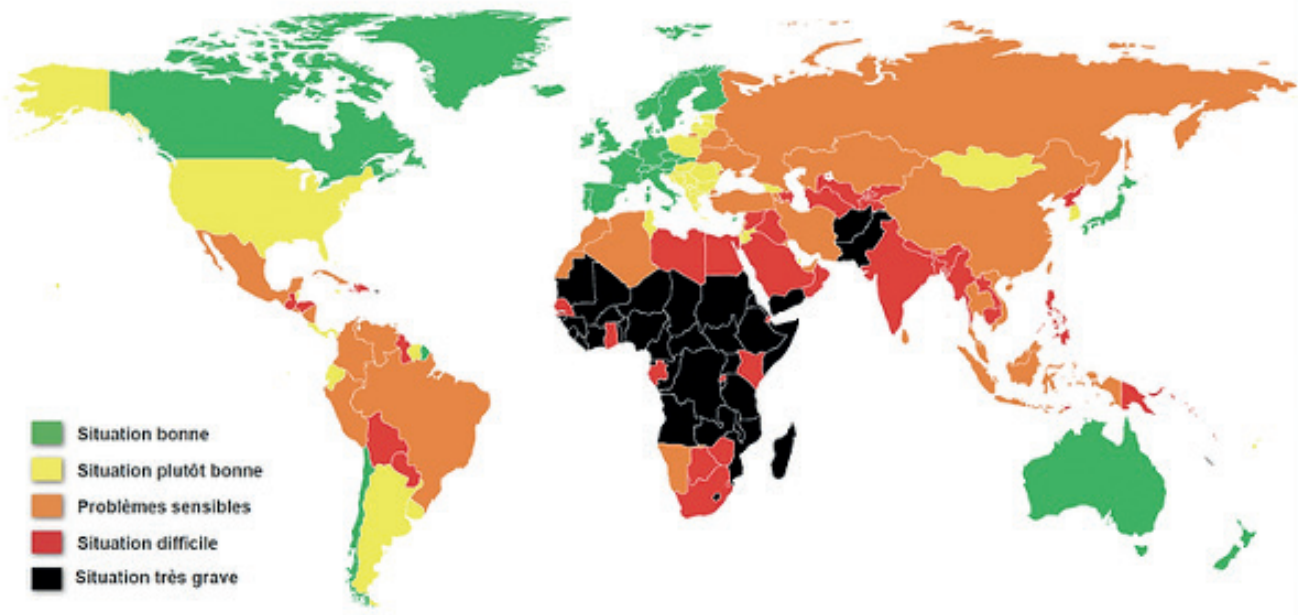 Situation bonne
Situation plutôt bonne
Problèmes sensibles
Situation difficile
Situation très grave